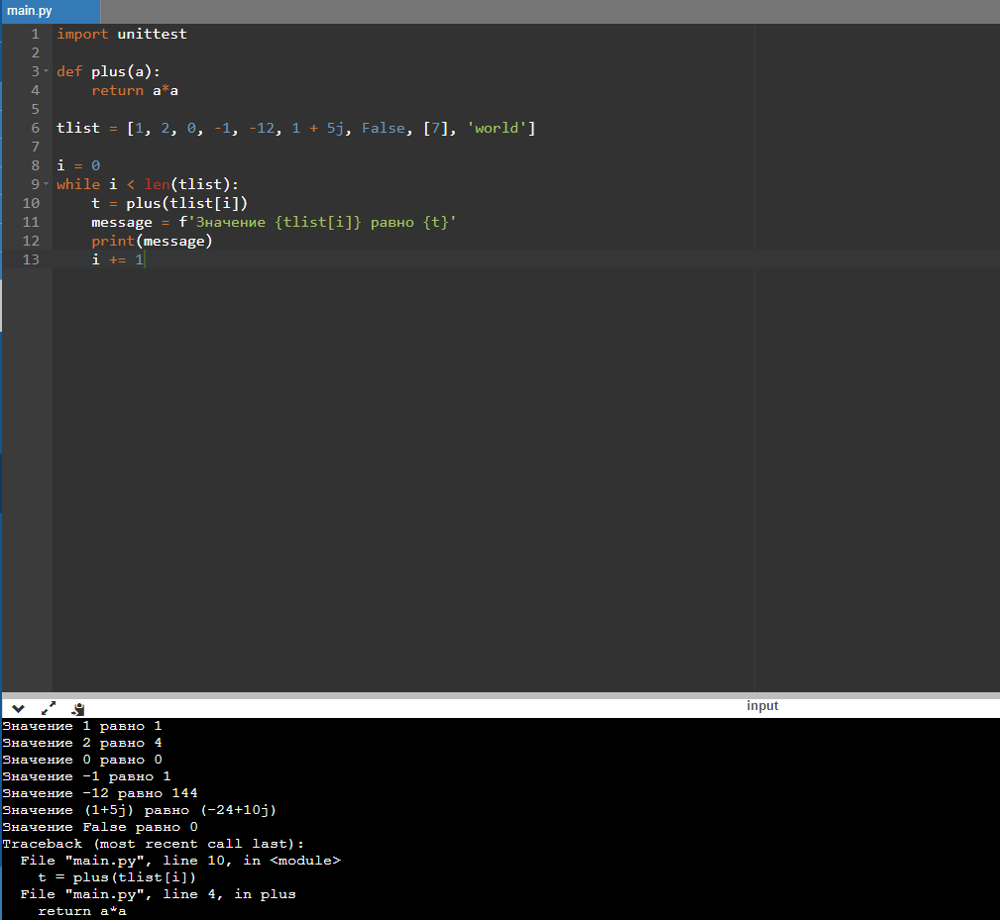 main.py
1 import unittest
2
3 def plus(a):
4     return a*a
5
6 tlist = [1, 2, 0, -1, -12, 1 + 5j, False, [7], 'world']
7
8 i = 0
9 while i < len(tlist):
10     t = plus(tlist[i])
11     message = f'Значение {tlist[i]} равно {t}'
12     print(message)
13     i += 1
input
Значение 1 равно 1
Значение 2 равно 4
Значение 0 равно 0
Значение -1 равно 1
Значение -12 равно 144
Значение (1+5j) равно (-24+10j)
Значение False равно 0
Traceback (most recent call last):
  File "main.py", line 10, in <module>
    t = plus(tlist[i])
  File "main.py", line 4, in plus
    return a*a